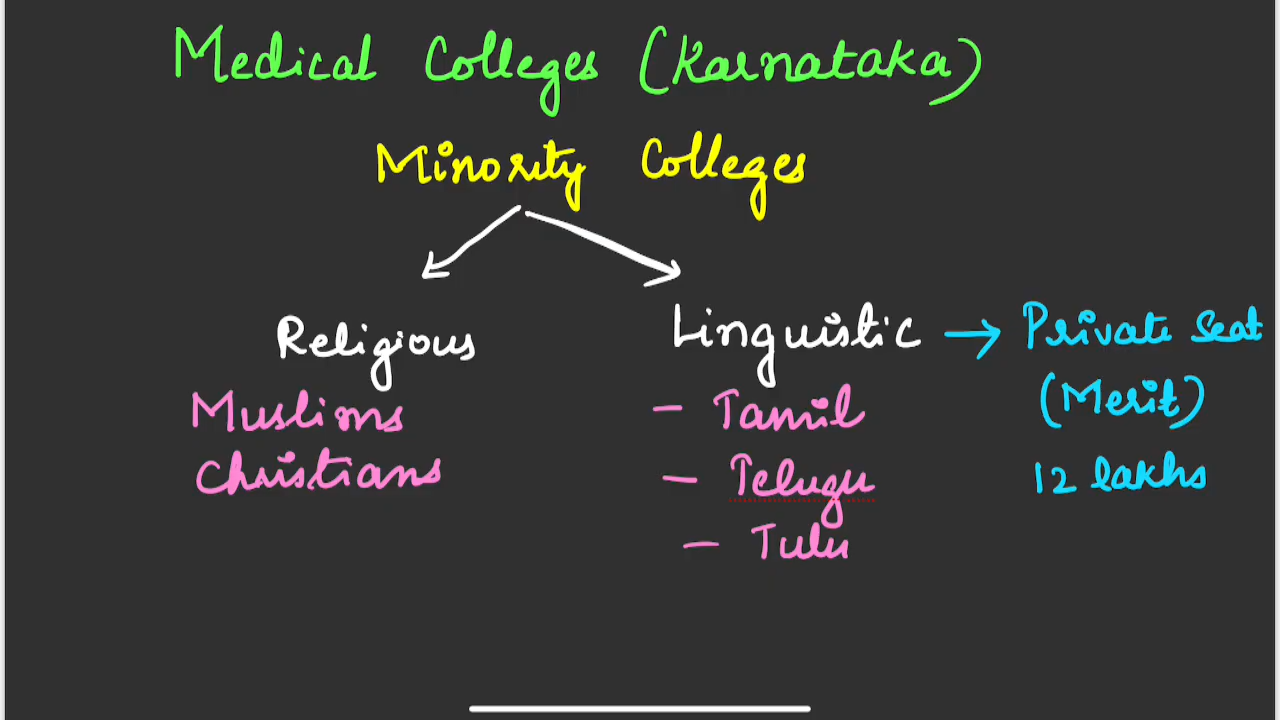 Medical Colleges (Karnataka)
Minority Colleges
Religious
Muslims
Christians
Linguistic → Private Seat
(Merit)
12 lakhs
- Tamil
- Telugu
- Tulu